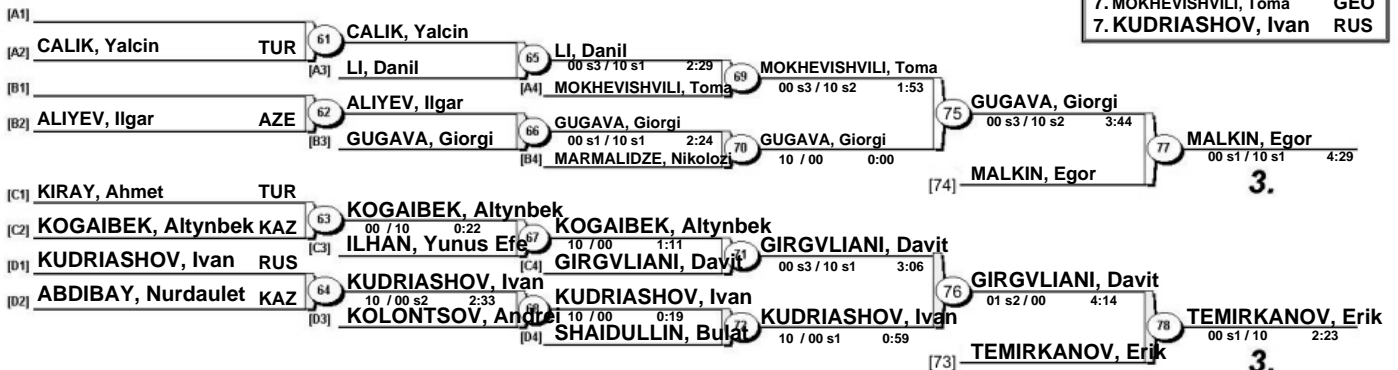 7. MOKHEVISHVILI, Toma GEO
7. KUDRIASHOV, Ivan RUS
[A1]
[A2] CALIK, Yalcin TUR
61 CALIK, Yalcin
[A3] LI, Danil
65 LI, Danil
00 s3 / 10 s1 2:29
[A4] MOKHEVISHVILI, Toma
69 MOKHEVISHVILI, Toma
00 s3 / 10 s2 1:53
[B1]
[B2] ALIYEV, Ilgar AZE
62 ALIYEV, Ilgar
[B3] GUGAVA, Giorgi
66 GUGAVA, Giorgi
00 s1 / 10 s1 2:24
[B4] MARMALIDZE, Nikolozi
70 GUGAVA, Giorgi
10 / 00 0:00
75 GUGAVA, Giorgi
00 s3 / 10 s2 3:44
[74] MALKIN, Egor
77 MALKIN, Egor
00 s1 / 10 s1 4:29
3.
[C1] KIRAY, Ahmet TUR
[C2] KOGAIBEK, Altynbek KAZ
63 KOGAIBEK, Altynbek
00 / 10 0:22
[C3] ILHAN, Yunus Efe
67 KOGAIBEK, Altynbek
10 / 00 1:11
[C4] GIRGVLIANI, Davit
71 GIRGVLIANI, Davit
00 s3 / 10 s1 3:06
[D1] KUDRIASHOV, Ivan RUS
[D2] ABDIBAY, Nurdaulet KAZ
64 KUDRIASHOV, Ivan
10 / 00 s2 2:33
[D3] KOLONTSOV, Andrei
KUDRIASHOV, Ivan
10 / 00 0:19
[D4] SHAIDULLIN, Bulat
KUDRIASHOV, Ivan
10 / 00 s1 0:59
76 GIRGVLIANI, Davit
01 s2 / 00 4:14
[73] TEMIRKANOV, Erik
78 TEMIRKANOV, Erik
00 s1 / 10 2:23
3.